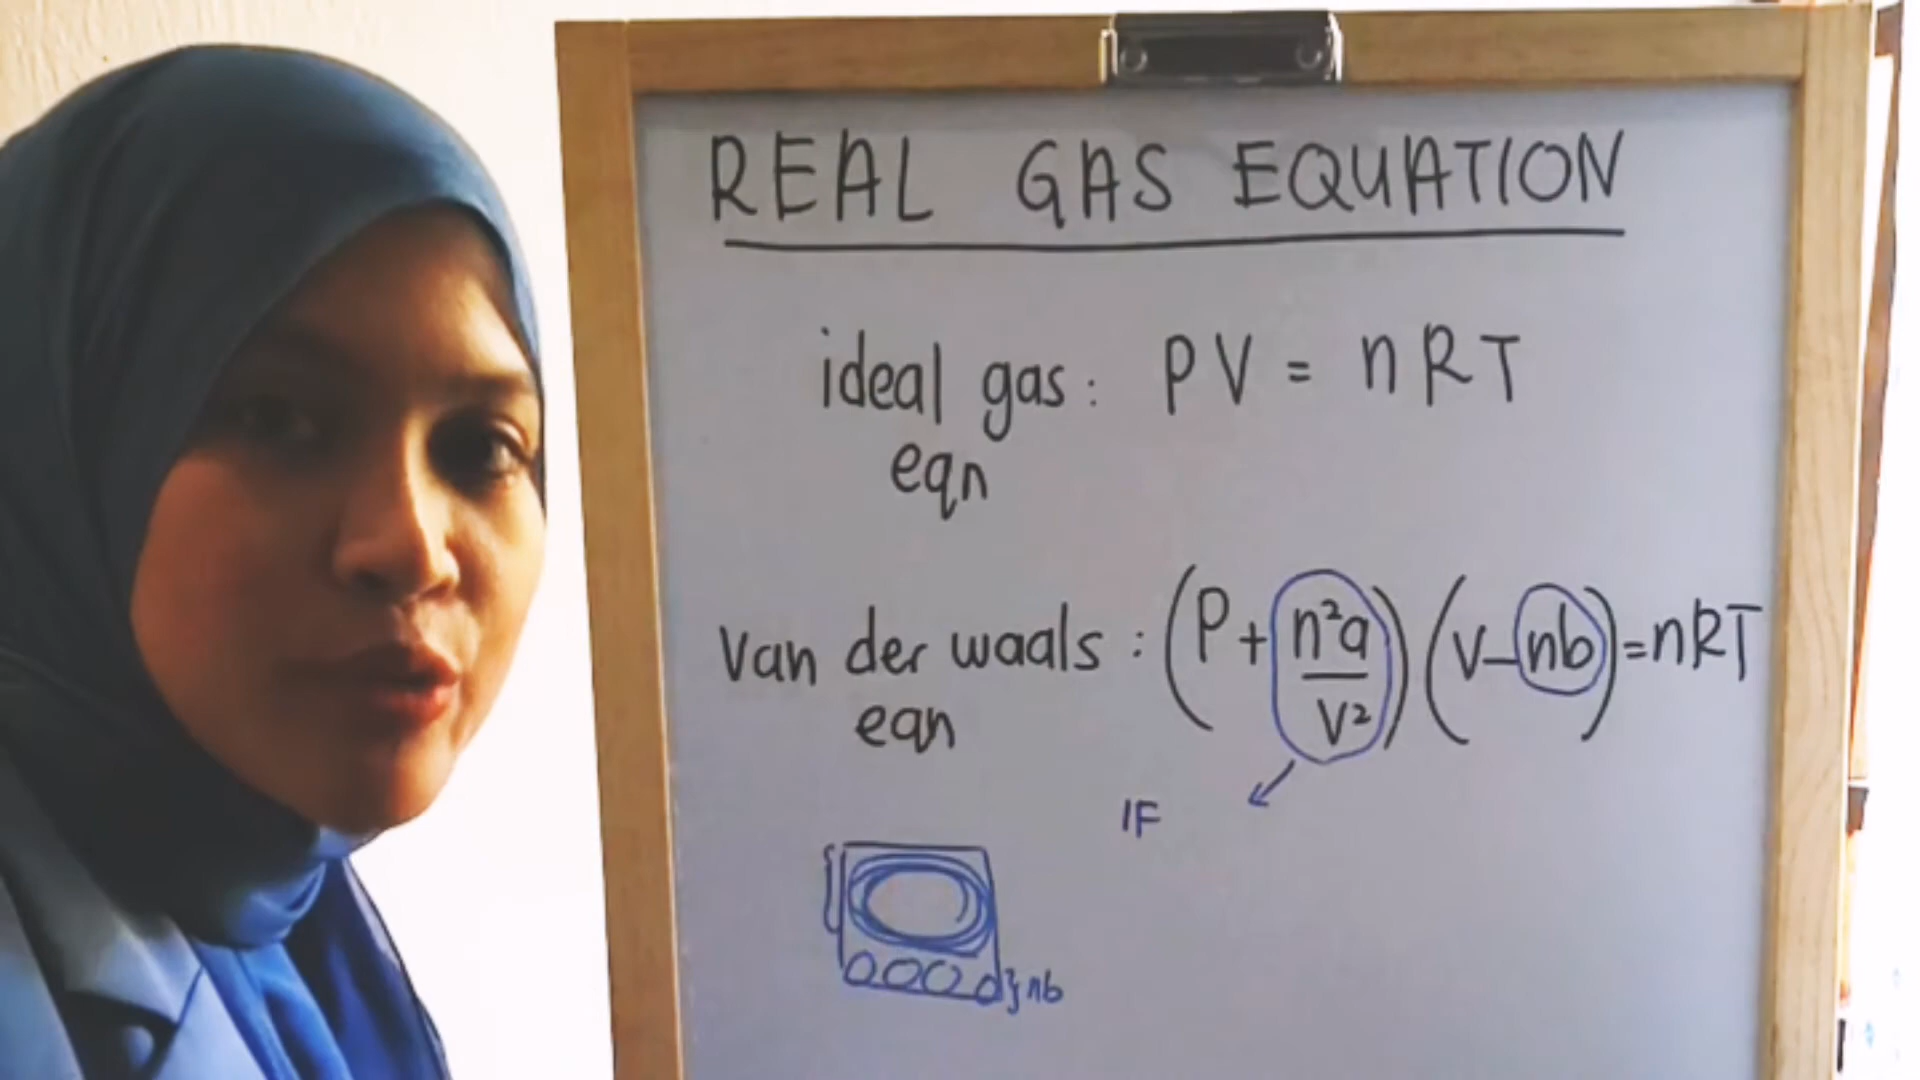 REAL GAS EQUATION
ideal gas: PV = nRT
eqn
Van der waals : (P + n²a/V²) (V – nb) = nRT
eqn
IF
}nb